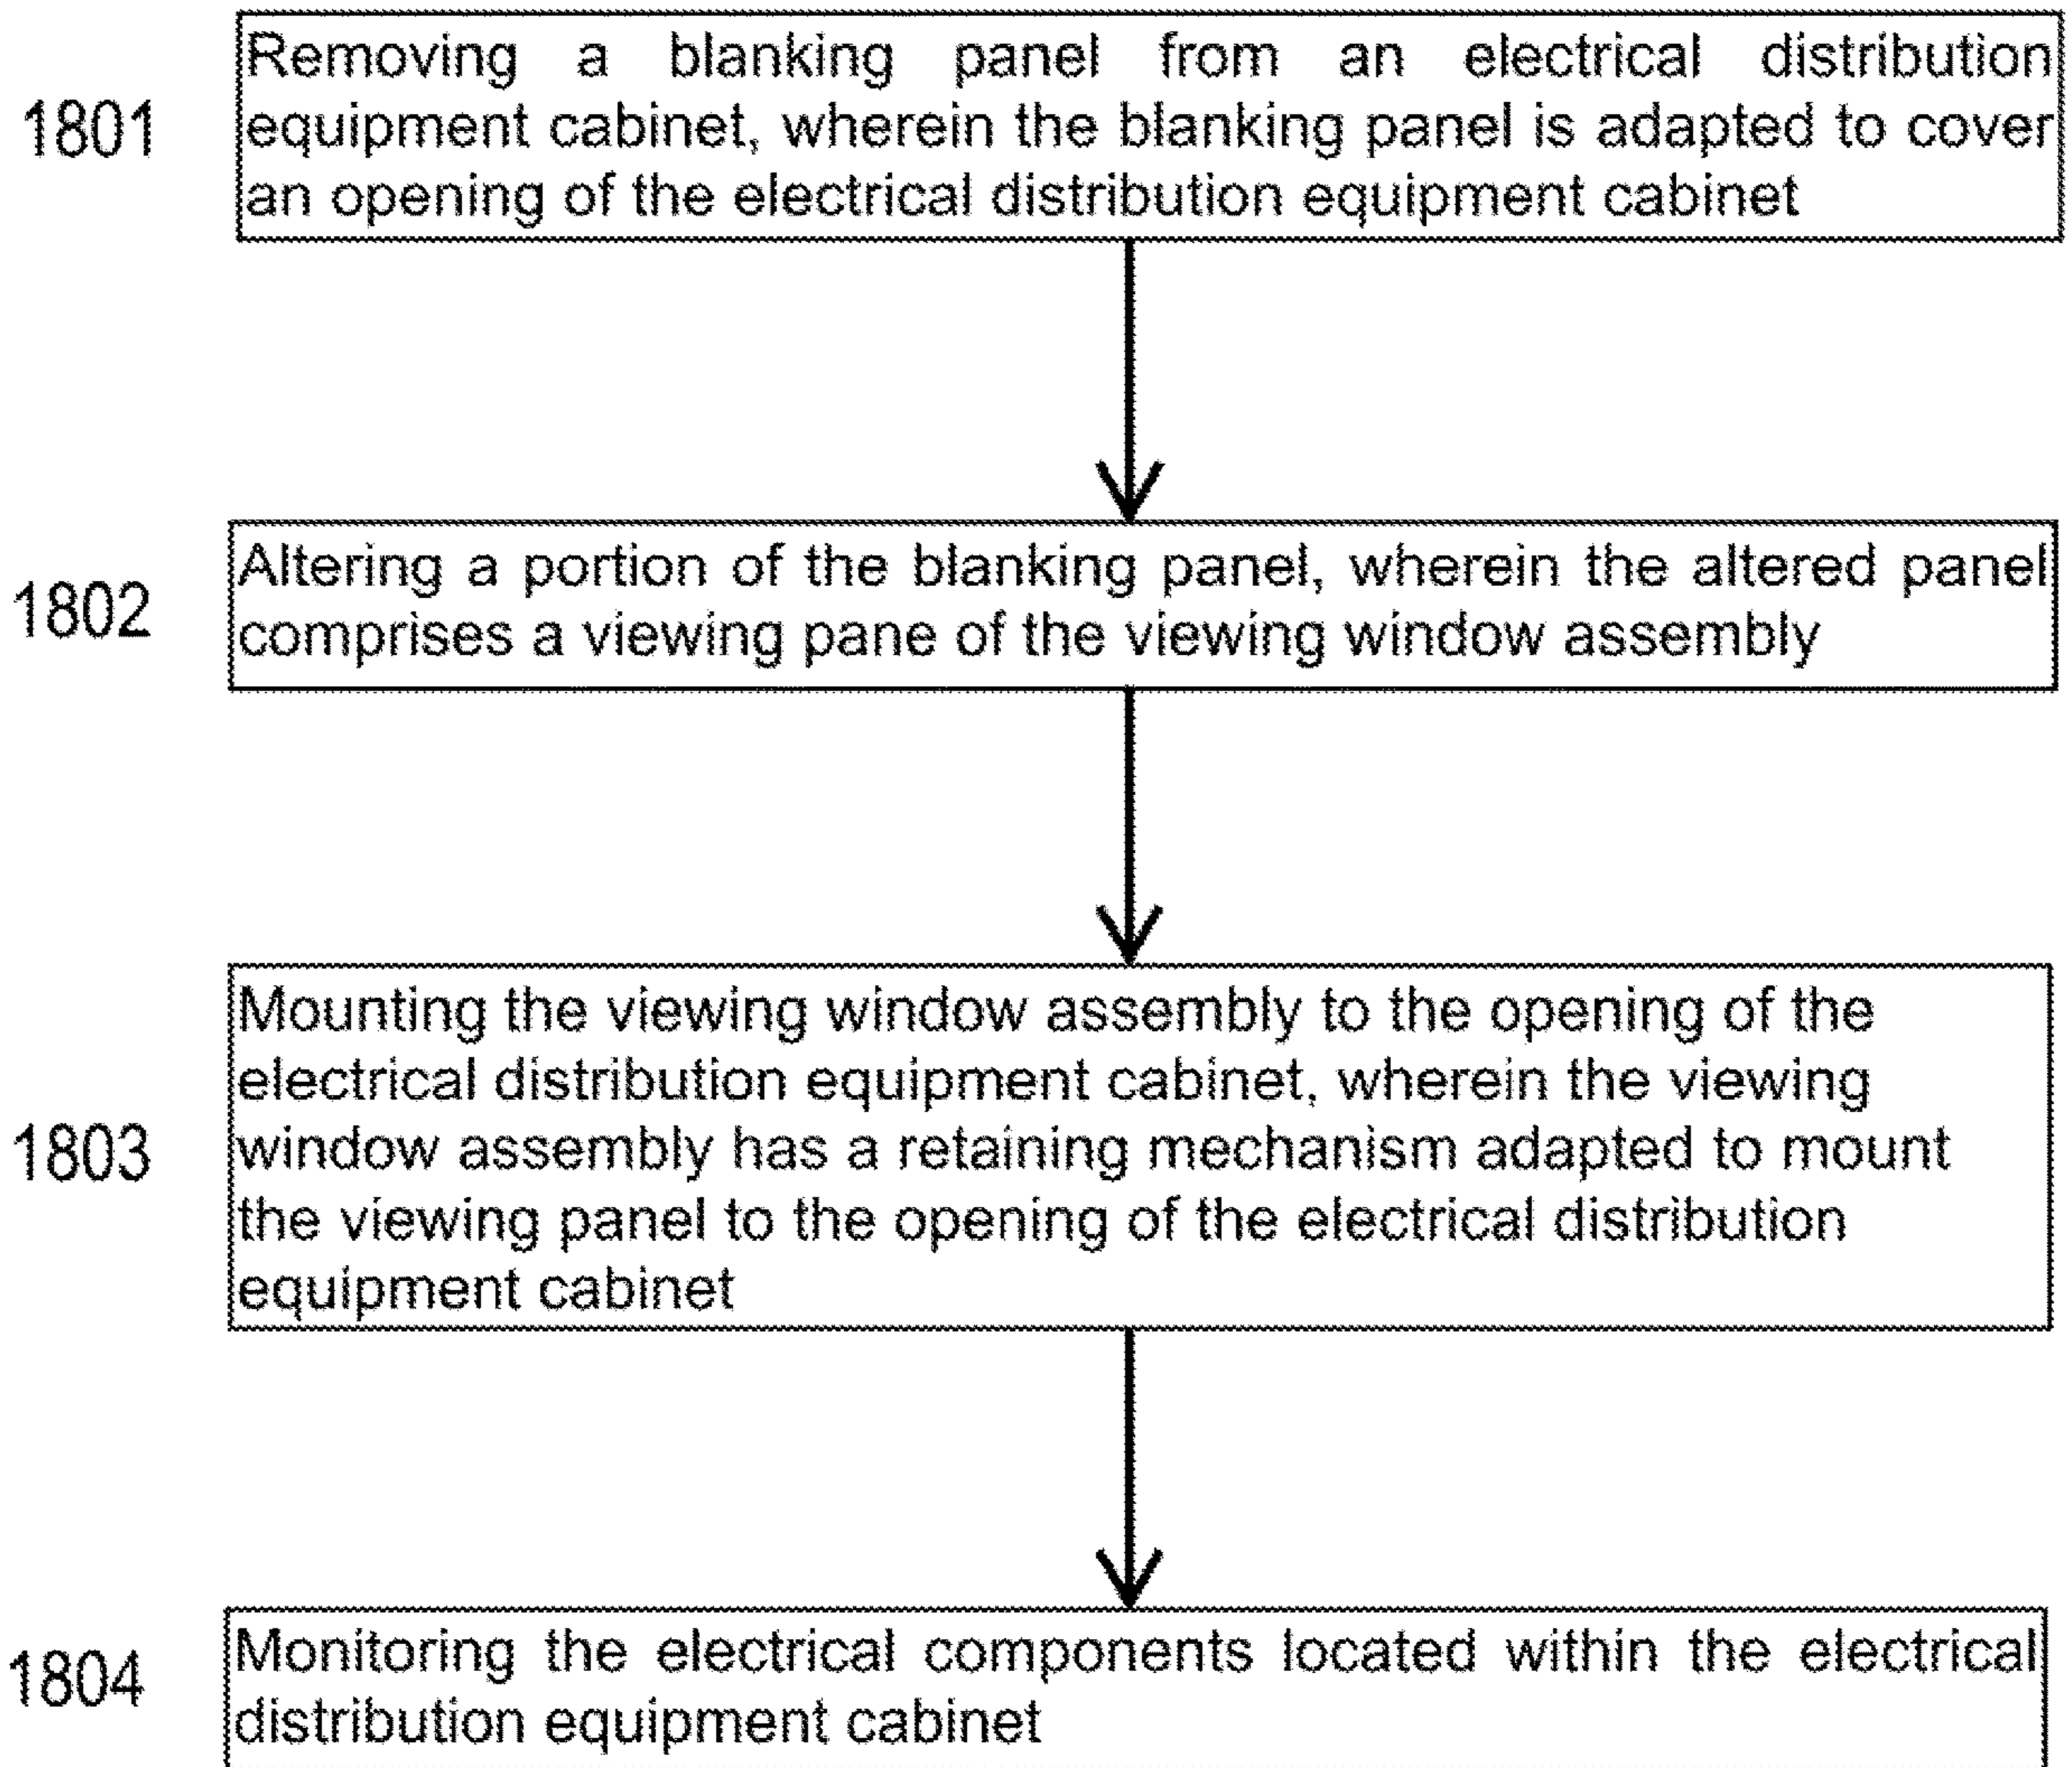 1801
Removing a blanking panel from an electrical distribution
equipment cabinet, wherein the blanking panel is adapted to cover
an opening of the electrical distribution equipment cabinet
1802
Altering a portion of the blanking panel, wherein the altered panel
comprises a viewing pane of the viewing window assembly
1803
Mounting the viewing window assembly to the opening of the
electrical distribution equipment cabinet, wherein the viewing
window assembly has a retaining mechanism adapted to mount
the viewing panel to the opening of the electrical distribution
equipment cabinet
1804
Monitoring the electrical components located within the electrical
distribution equipment cabinet